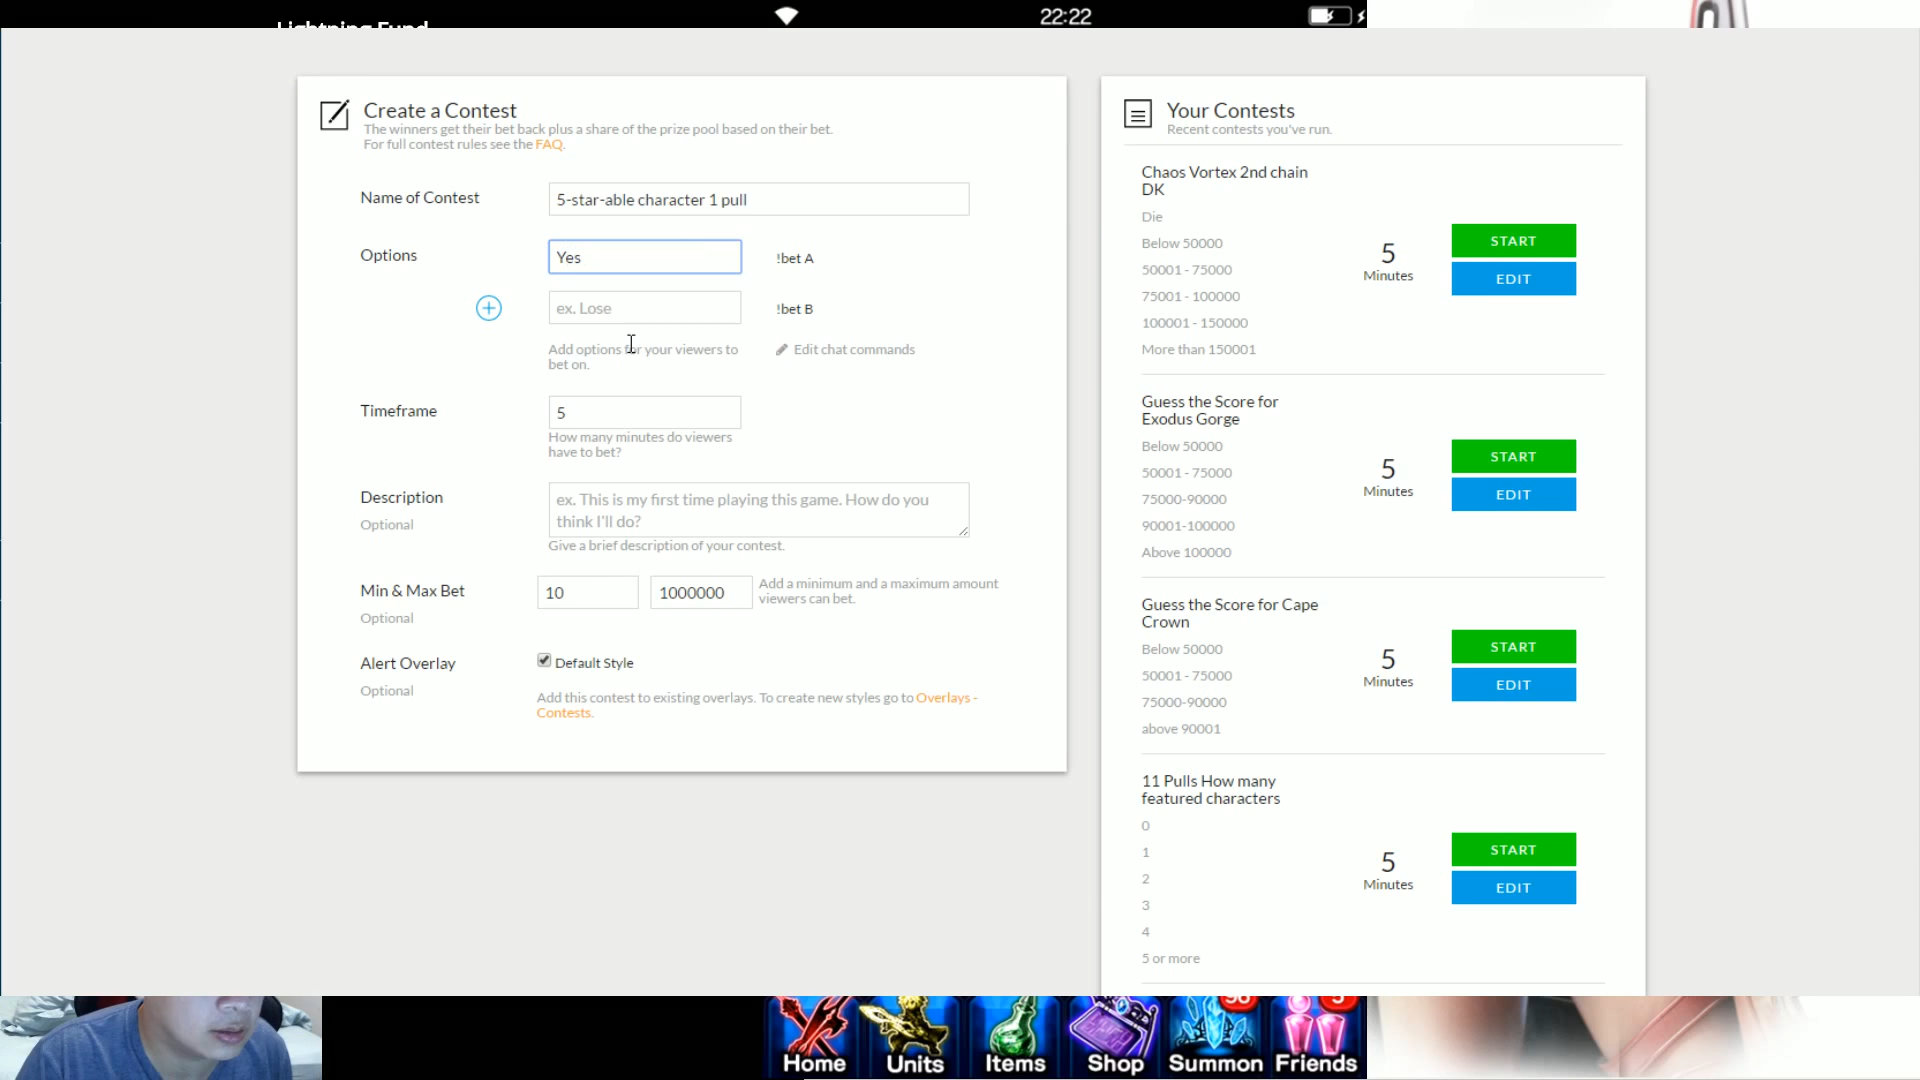 Lightning Fund
22:22
Create a Contest
The winners get their bet back plus a share of the prize pool based on their bet.
For full contest rules see the FAQ.
Name of Contest
5-star-able character 1 pull
Options
Yes
!bet A
ex. Lose
!bet B
Add options for your viewers to
bet on.
Edit chat commands
Timeframe
5
How many minutes do viewers
have to bet?
Description
Optional
ex. This is my first time playing this game. How do you
think I'll do?
Give a brief description of your contest.
Min & Max Bet
Optional
10
1000000
Add a minimum and a maximum amount
viewers can bet.
Alert Overlay
Optional
Default Style
Add this contest to existing overlays. To create new styles go to Overlays -
Contests.
Your Contests
Recent contests you've run.
Chaos Vortex 2nd chain
DK
Die
Below 50000
50001 - 75000
75001 - 100000
100001 - 150000
More than 150001
5
Minutes
START
EDIT
Guess the Score for
Exodus Gorge
Below 50000
50001 - 75000
75000-90000
90001-100000
Above 100000
5
Minutes
START
EDIT
Guess the Score for Cape
Crown
Below 50000
50001 - 75000
75000-90000
above 90001
5
Minutes
START
EDIT
11 Pulls How many
featured characters
0
1
2
3
4
5 or more
5
Minutes
START
EDIT
Home
Units
Items
Shop
Summon
Friends